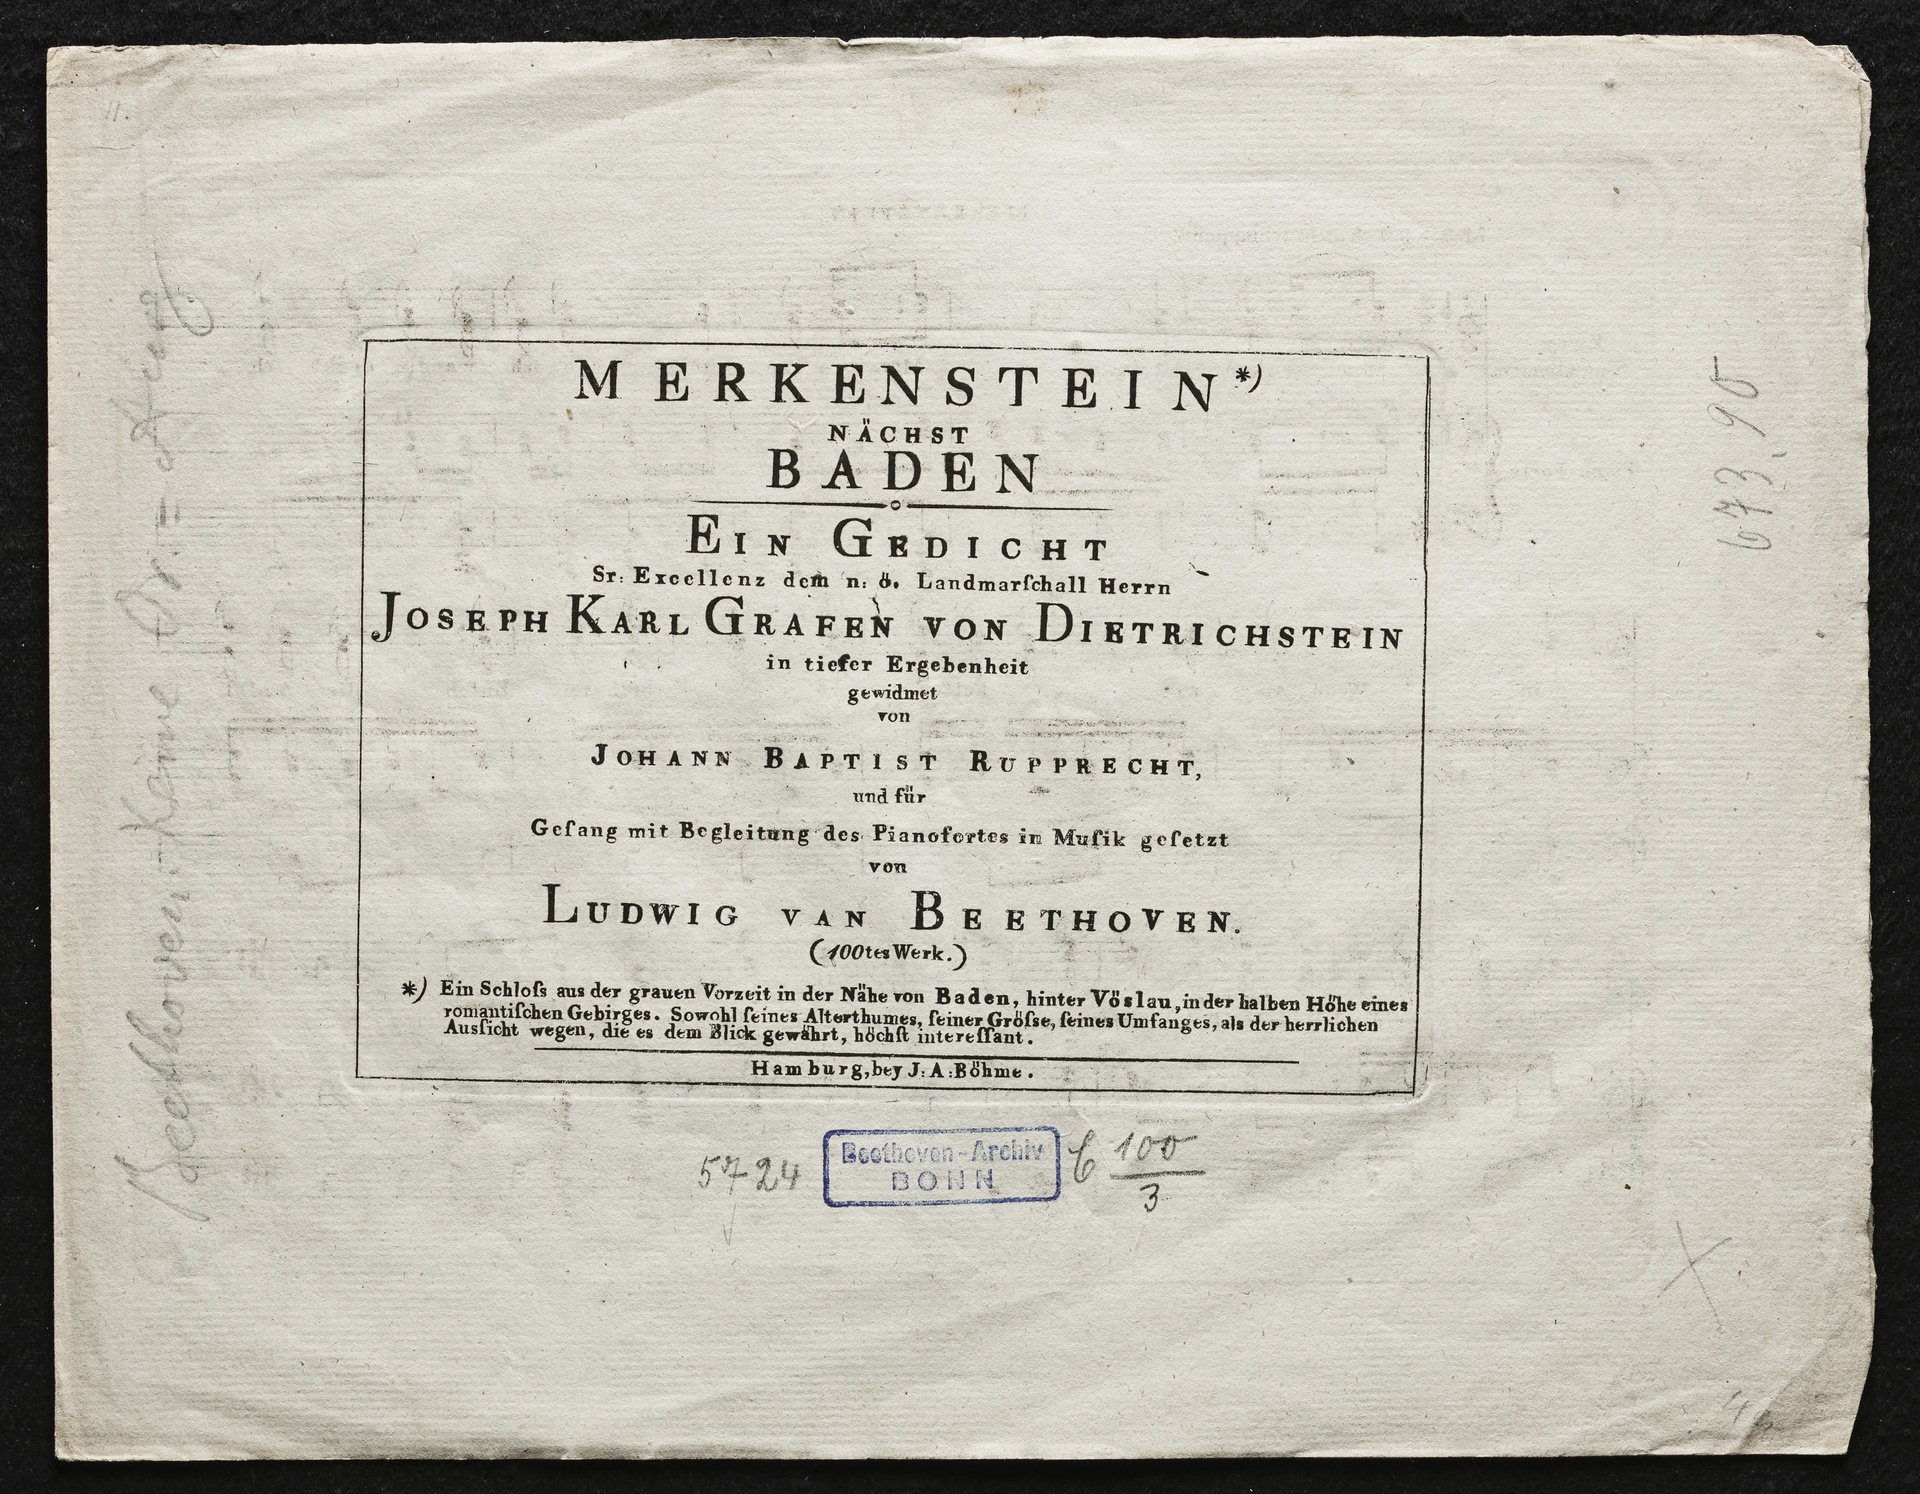 MERKENSTEIN*)
NÄCHST
BADEN
EIN GEDICHT
Sr: Excellenz dem n: ö. Landmarſchall Herrn
JOSEPH KARL GRAFEN VON DIETRICHSTEIN
in tiefer Ergebenheit
gewidmet
von
JOHANN BAPTIST RUPPRECHT,
und für
Geſang mit Begleitung des Pianofortes in Muſik geſetzt
von
LUDWIG VAN BEETHOVEN.
(100tes Werk.)
*) Ein Schloſs aus der grauen Vorzeit in der Nähe von Baden, hinter Vöslau, in der halben Höhe eines
romantiſchen Gebirges. Sowohl ſeines Alterthumes, ſeiner Gröſse, ſeines Umfanges, als der herrlichen
Ausſicht wegen, die es dem Blick gewährt, höchſt intereſſant.
Hamburg, bey J: A: Böhme.
5724
Beethoven-Archiv
BONN
C 100
3
673,95
Beethoven